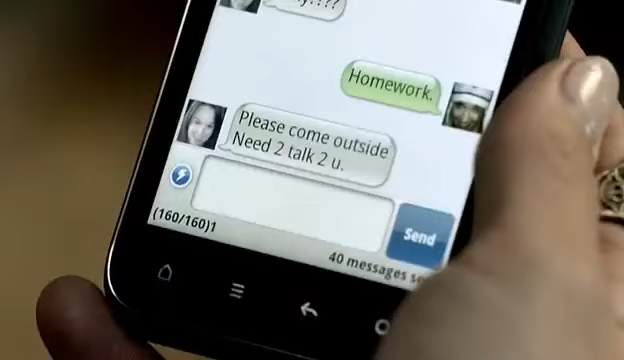 Homework.
Please come outside
Need 2 talk 2 u.
(160/160)1
Send
40 messages